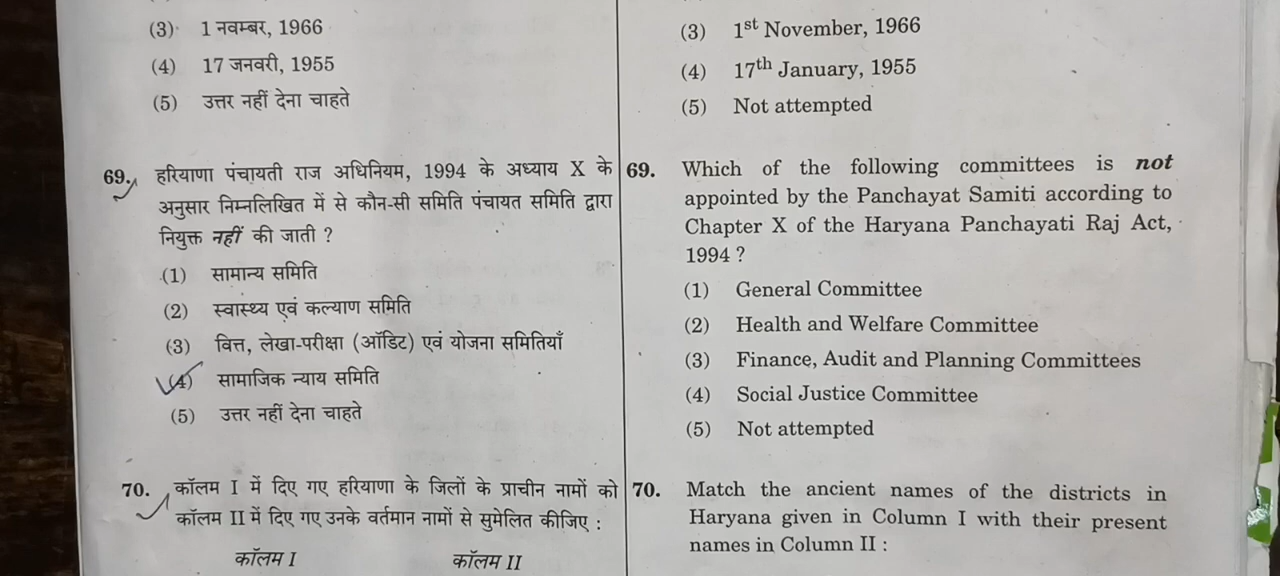 (3) 1 नवम्बर, 1966
(4) 17 जनवरी, 1955
(5) उत्तर नहीं देना चाहते
69. हरियाणा पंचायती राज अधिनियम, 1994 के अध्याय X के
अनुसार निम्नलिखित में से कौन-सी समिति पंचायत समिति द्वारा
नियुक्त नहीं की जाती ?
(1) सामान्य समिति
(2) स्वास्थ्य एवं कल्याण समिति
(3) वित्त, लेखा-परीक्षा (ऑडिट) एवं योजना समितियाँ
(4) सामाजिक न्याय समिति
(5) उत्तर नहीं देना चाहते
70. कॉलम I में दिए गए हरियाणा के जिलों के प्राचीन नामों को
कॉलम II में दिए गए उनके वर्तमान नामों से सुमेलित कीजिए :
कॉलम I कॉलम II
(3) 1st November, 1966
(4) 17th January, 1955
(5) Not attempted
69. Which of the following committees is not
appointed by the Panchayat Samiti according to
Chapter X of the Haryana Panchayati Raj Act,
1994 ?
(1) General Committee
(2) Health and Welfare Committee
(3) Finance, Audit and Planning Committees
(4) Social Justice Committee
(5) Not attempted
70. Match the ancient names of the districts in
Haryana given in Column I with their present
names in Column II :